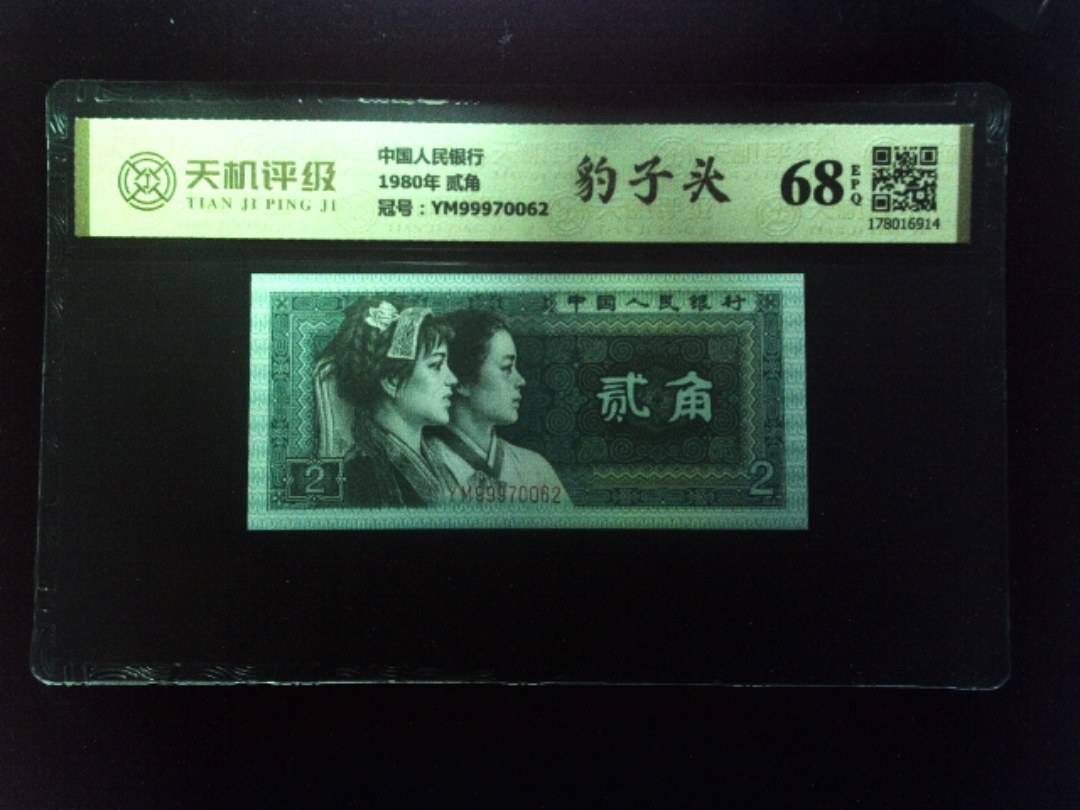 天机评级
TIAN JI PING JI
中国人民银行
1980年 贰角
冠号：YM99970062
豹子头
68
EPQ
178016914
中国人民银行
贰角
2
2
YM99970062